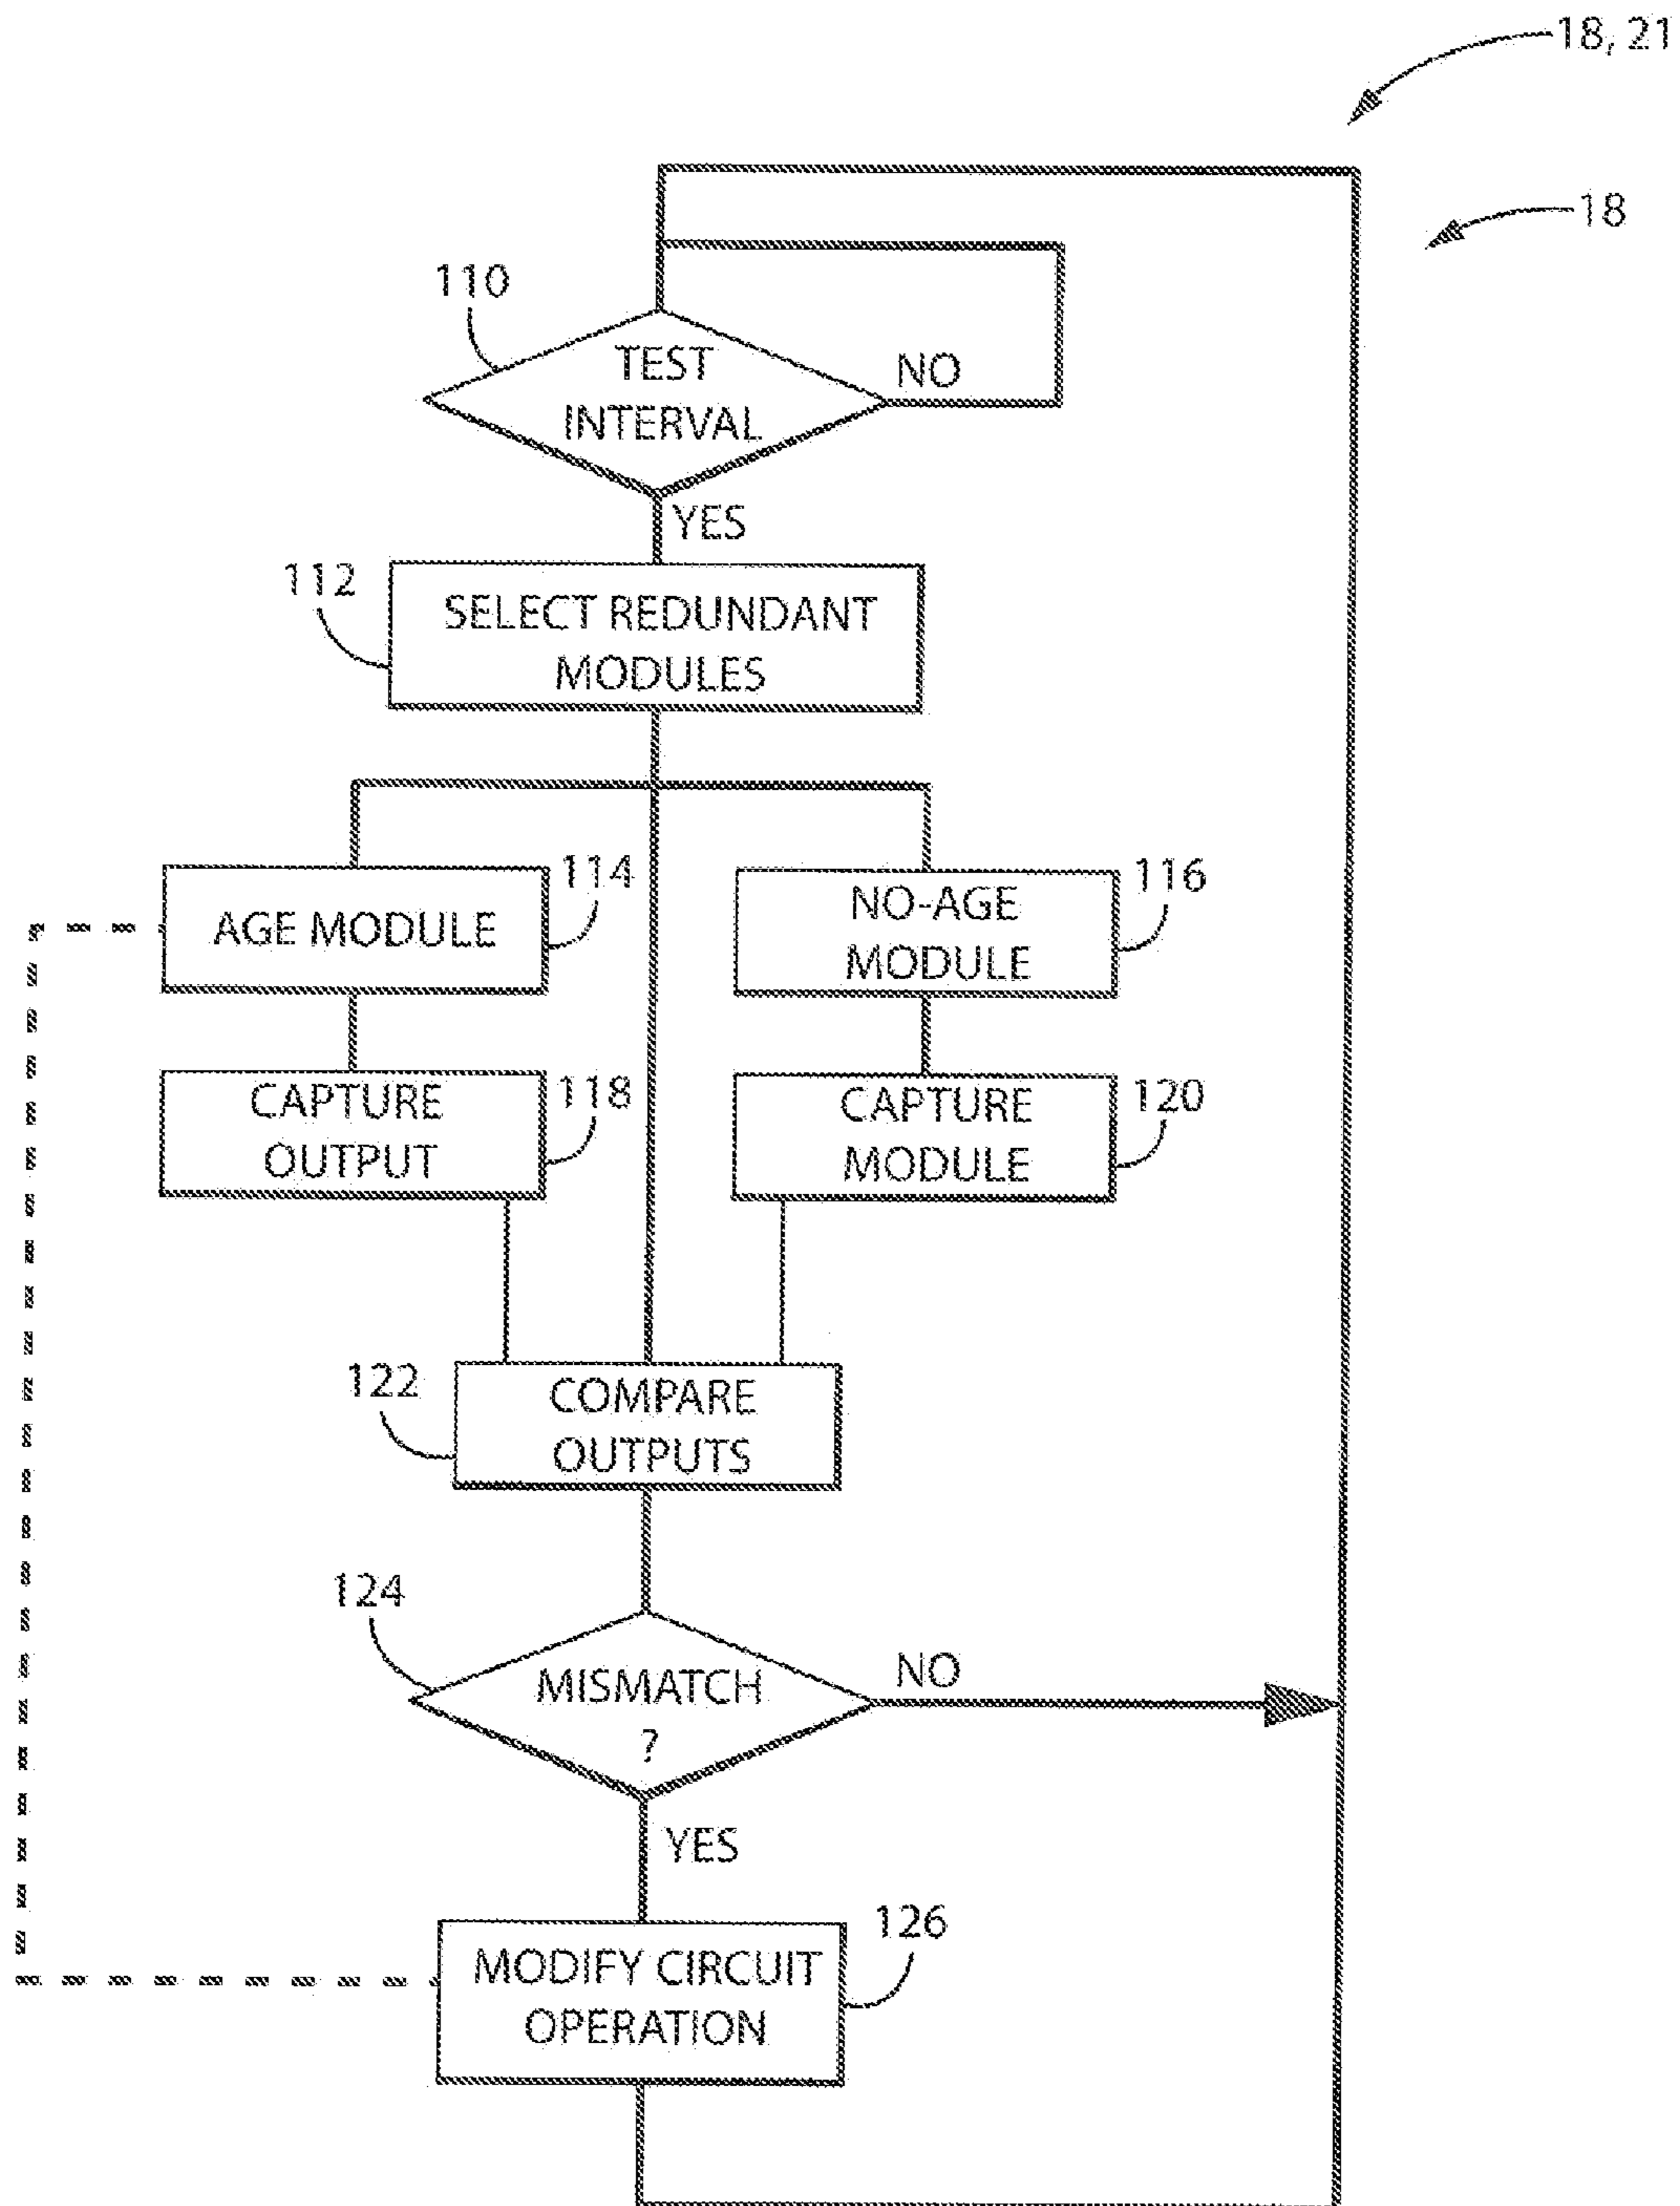 18, 21
18
110
TEST
INTERVAL
NO
YES
112
SELECT REDUNDANT
MODULES
AGE MODULE
114
NO-AGE
MODULE
116
CAPTURE
OUTPUT
118
CAPTURE
MODULE
120
122
COMPARE
OUTPUTS
124
MISMATCH
?
NO
YES
MODIFY CIRCUIT
OPERATION
126